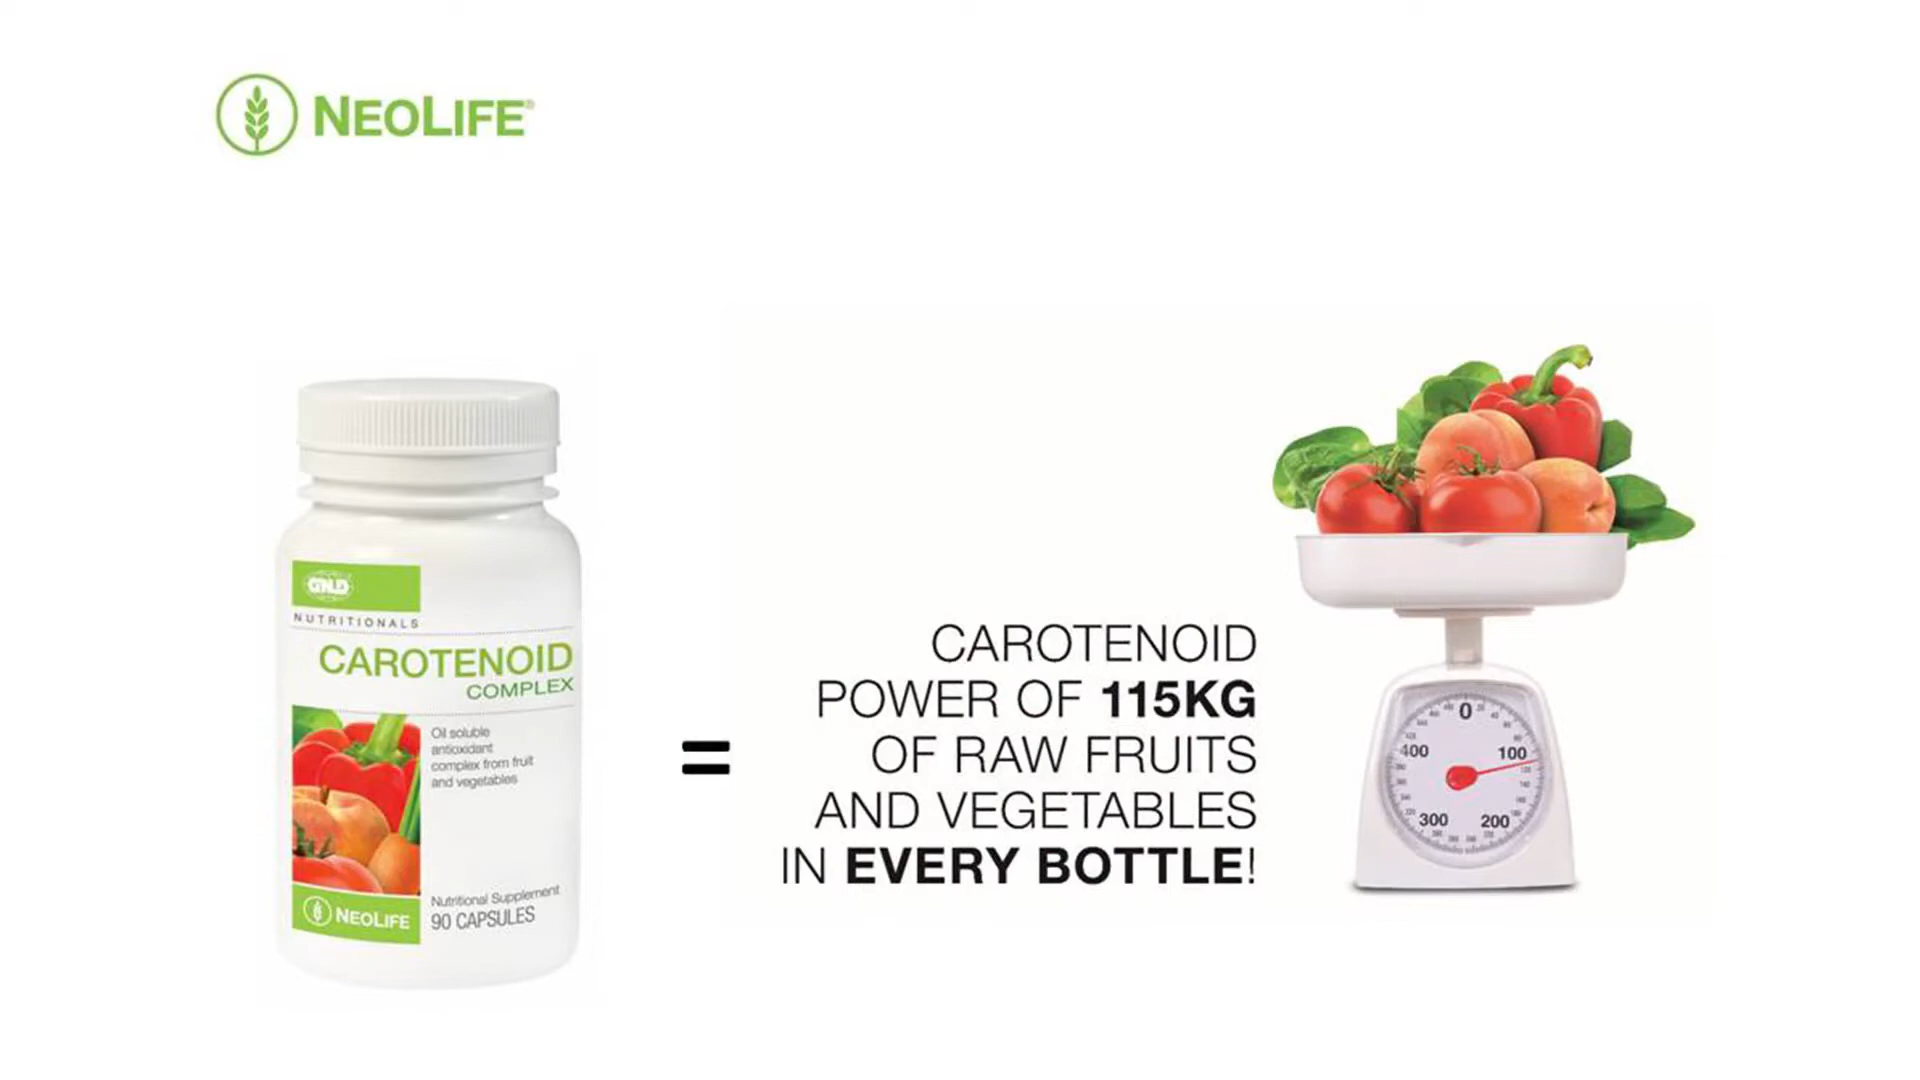 NEOLIFE®
GNLD
NUTRITIONALS
CAROTENOID
COMPLEX
Oil soluble
antioxidant
complex from fruit
and vegetables
Nutritional Supplement
90 CAPSULES
NEOLIFE
=
CAROTENOID
POWER OF 115KG
OF RAW FRUITS
AND VEGETABLES
IN EVERY BOTTLE!
0
400 100
300 200